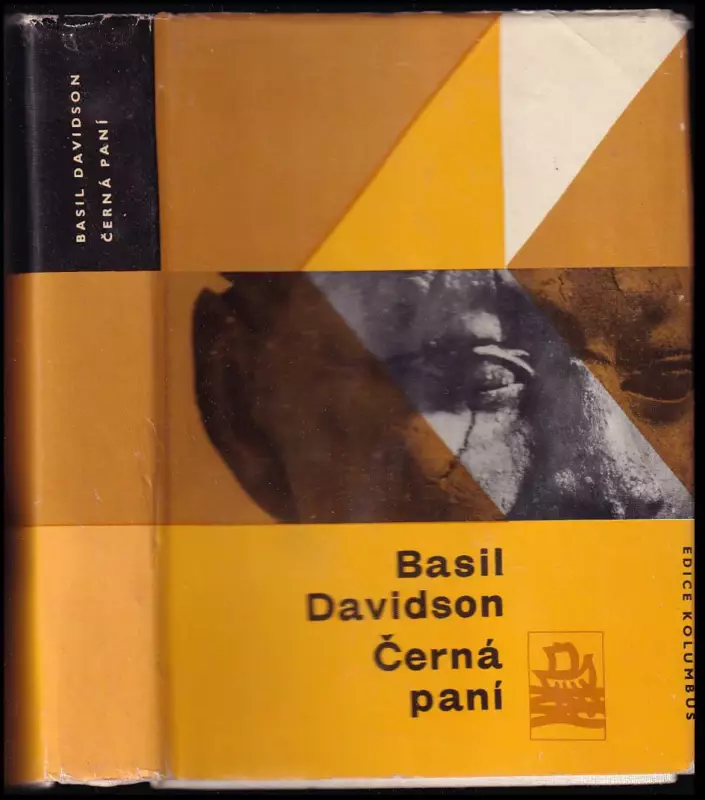 BASIL DAVIDSON
ČERNÁ PANÍ
Basil
Davidson
Černá
paní
EDICE KOLUMBUS